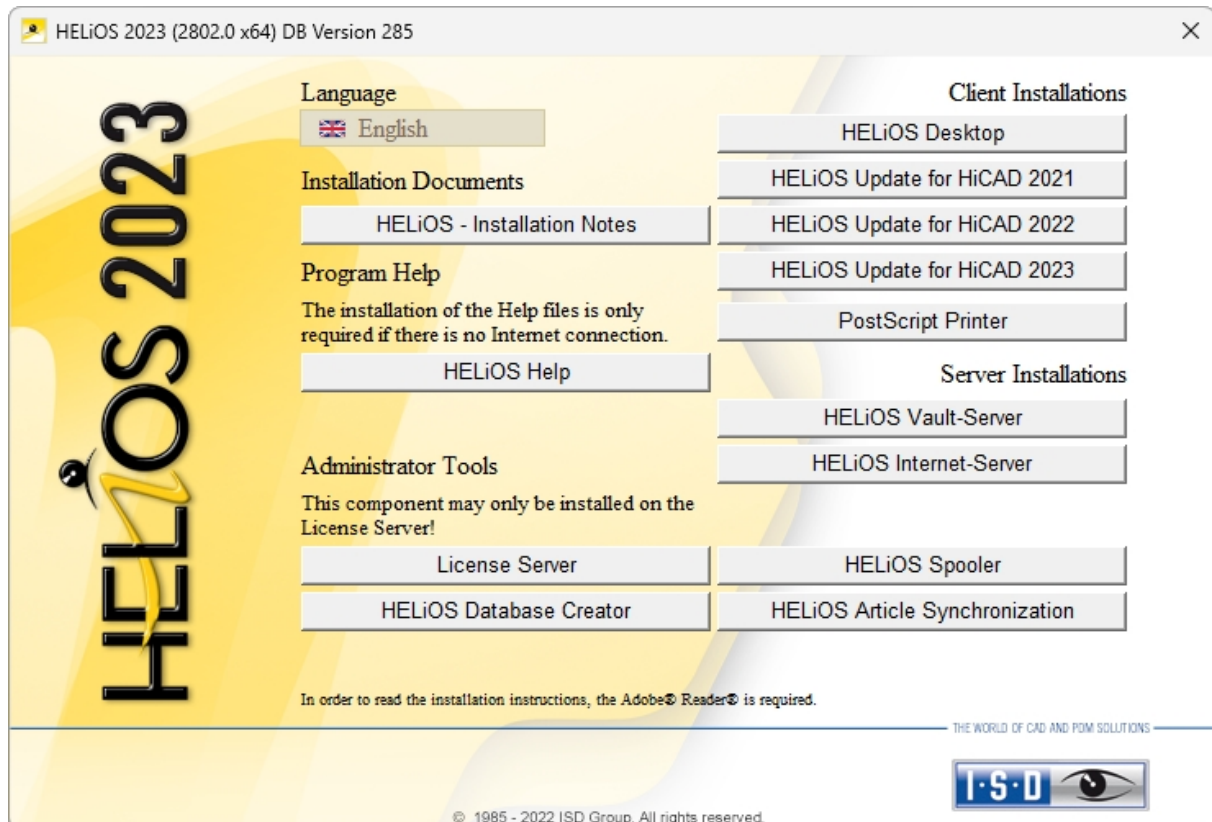 HELiOS 2023 (2802.0 x64) DB Version 285
HELiOS 2023
Language
English
Installation Documents
HELiOS - Installation Notes
Program Help
The installation of the Help files is only
required if there is no Internet connection.
HELiOS Help
Administrator Tools
This component may only be installed on the
License Server!
License Server
HELiOS Database Creator
Client Installations
HELiOS Desktop
HELiOS Update for HiCAD 2021
HELiOS Update for HiCAD 2022
HELiOS Update for HiCAD 2023
PostScript Printer
Server Installations
HELiOS Vault-Server
HELiOS Internet-Server
HELiOS Spooler
HELiOS Article Synchronization
In order to read the installation instructions, the Adobe® Reader® is required.
THE WORLD OF CAD AND PDM SOLUTIONS
I·S·D
© 1985 - 2022 ISD Group. All rights reserved.